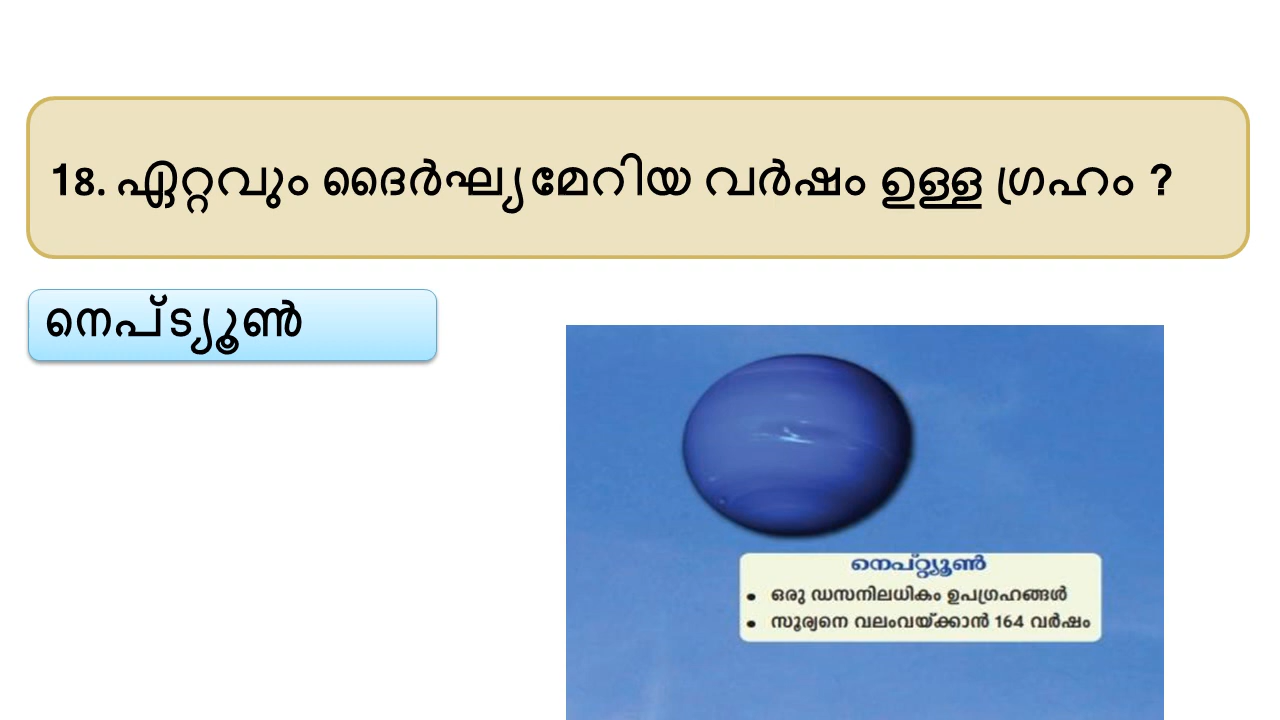 18. ഏറ്റവും ദൈർഘ്യമേറിയ വർഷം ഉള്ള ഗ്രഹം ?
നെപ്ട്യൂൺ
നെപ്റ്റ്യൂൺ
• ഒരു ഡസനിലധികം ഉപഗ്രഹങ്ങൾ
• സൂര്യനെ വലംവയ്ക്കാൻ 164 വർഷം